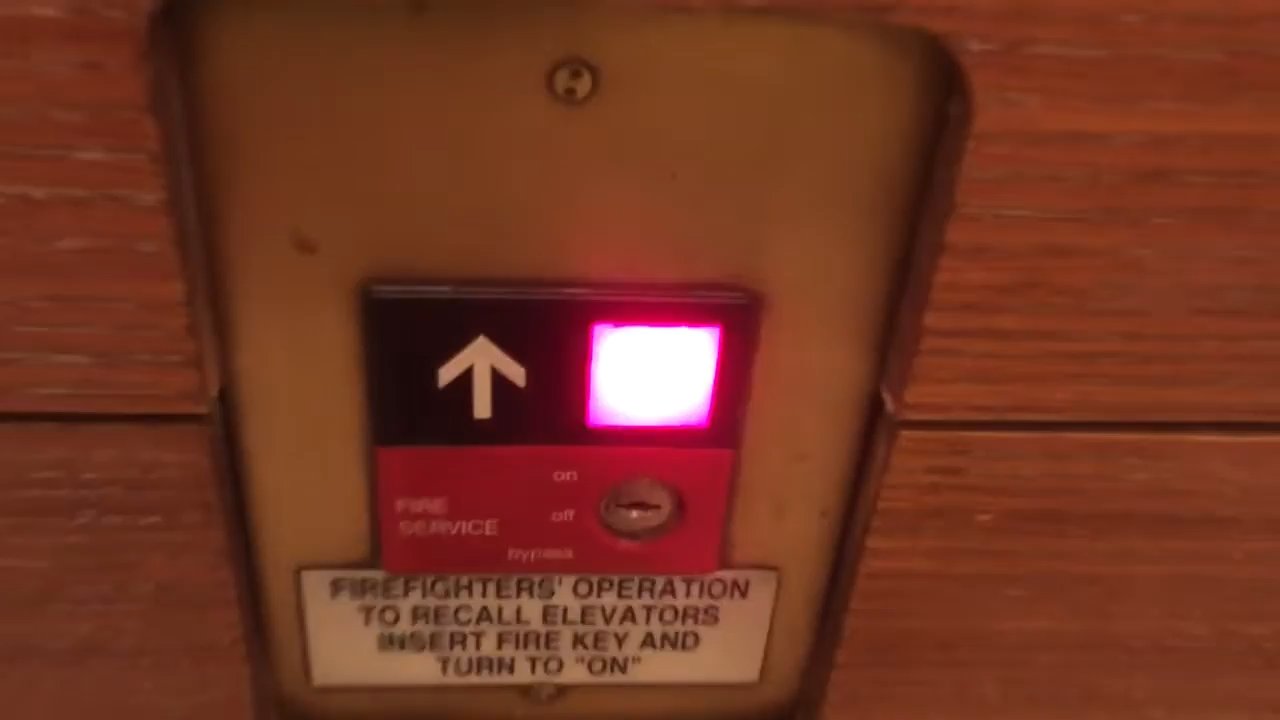 on
FIRE
off
SERVICE
bypass
FIREFIGHTERS' OPERATION
TO RECALL ELEVATORS
INSERT FIRE KEY AND
TURN TO "ON"